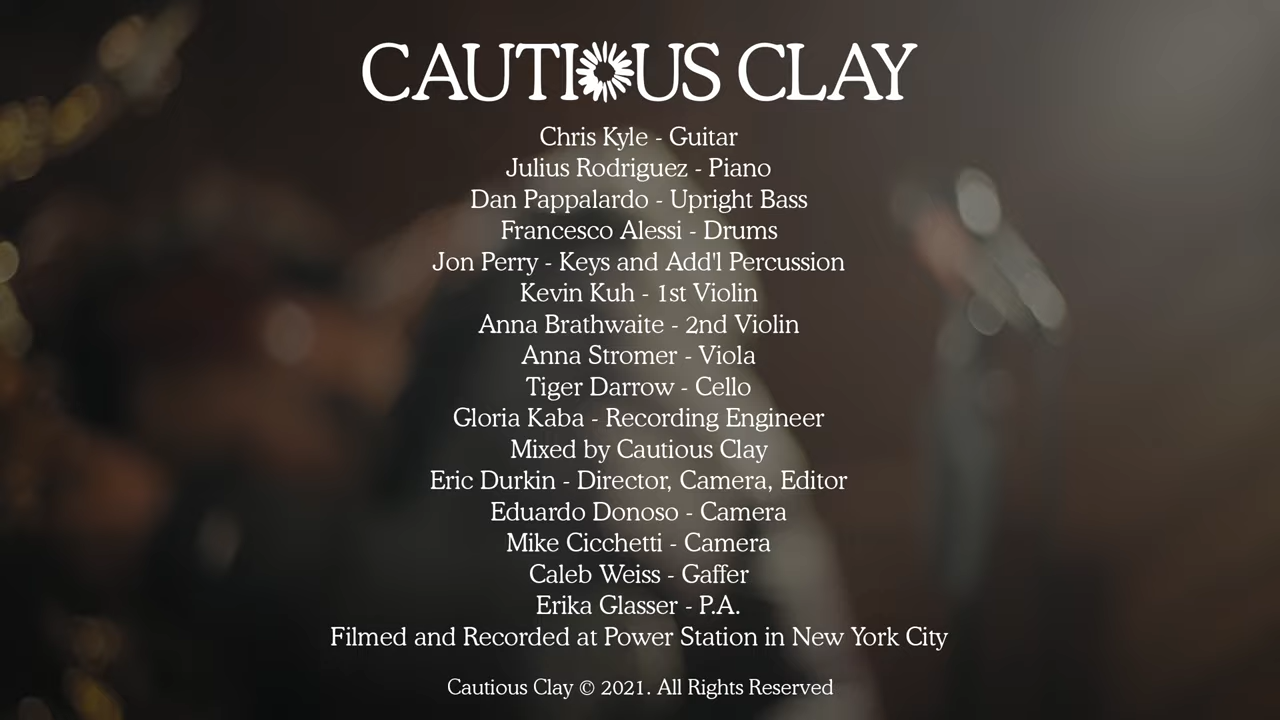 CAUTIOUS CLAY
Chris Kyle - Guitar
Julius Rodriguez - Piano
Dan Pappalardo - Upright Bass
Francesco Alessi - Drums
Jon Perry - Keys and Add'l Percussion
Kevin Kuh - 1st Violin
Anna Brathwaite - 2nd Violin
Anna Stromer - Viola
Tiger Darrow - Cello
Gloria Kaba - Recording Engineer
Mixed by Cautious Clay
Eric Durkin - Director, Camera, Editor
Eduardo Donoso - Camera
Mike Cicchetti - Camera
Caleb Weiss - Gaffer
Erika Glasser - P.A.
Filmed and Recorded at Power Station in New York City
Cautious Clay © 2021. All Rights Reserved